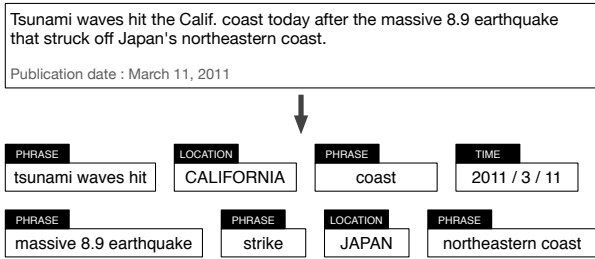 Tsunami waves hit the Calif. coast today after the massive 8.9 earthquake
that struck off Japan's northeastern coast.
Publication date : March 11, 2011
PHRASE LOCATION PHRASE TIME
tsunami waves hit CALIFORNIA coast 2011 / 3 / 11
PHRASE PHRASE LOCATION PHRASE
massive 8.9 earthquake strike JAPAN northeastern coast